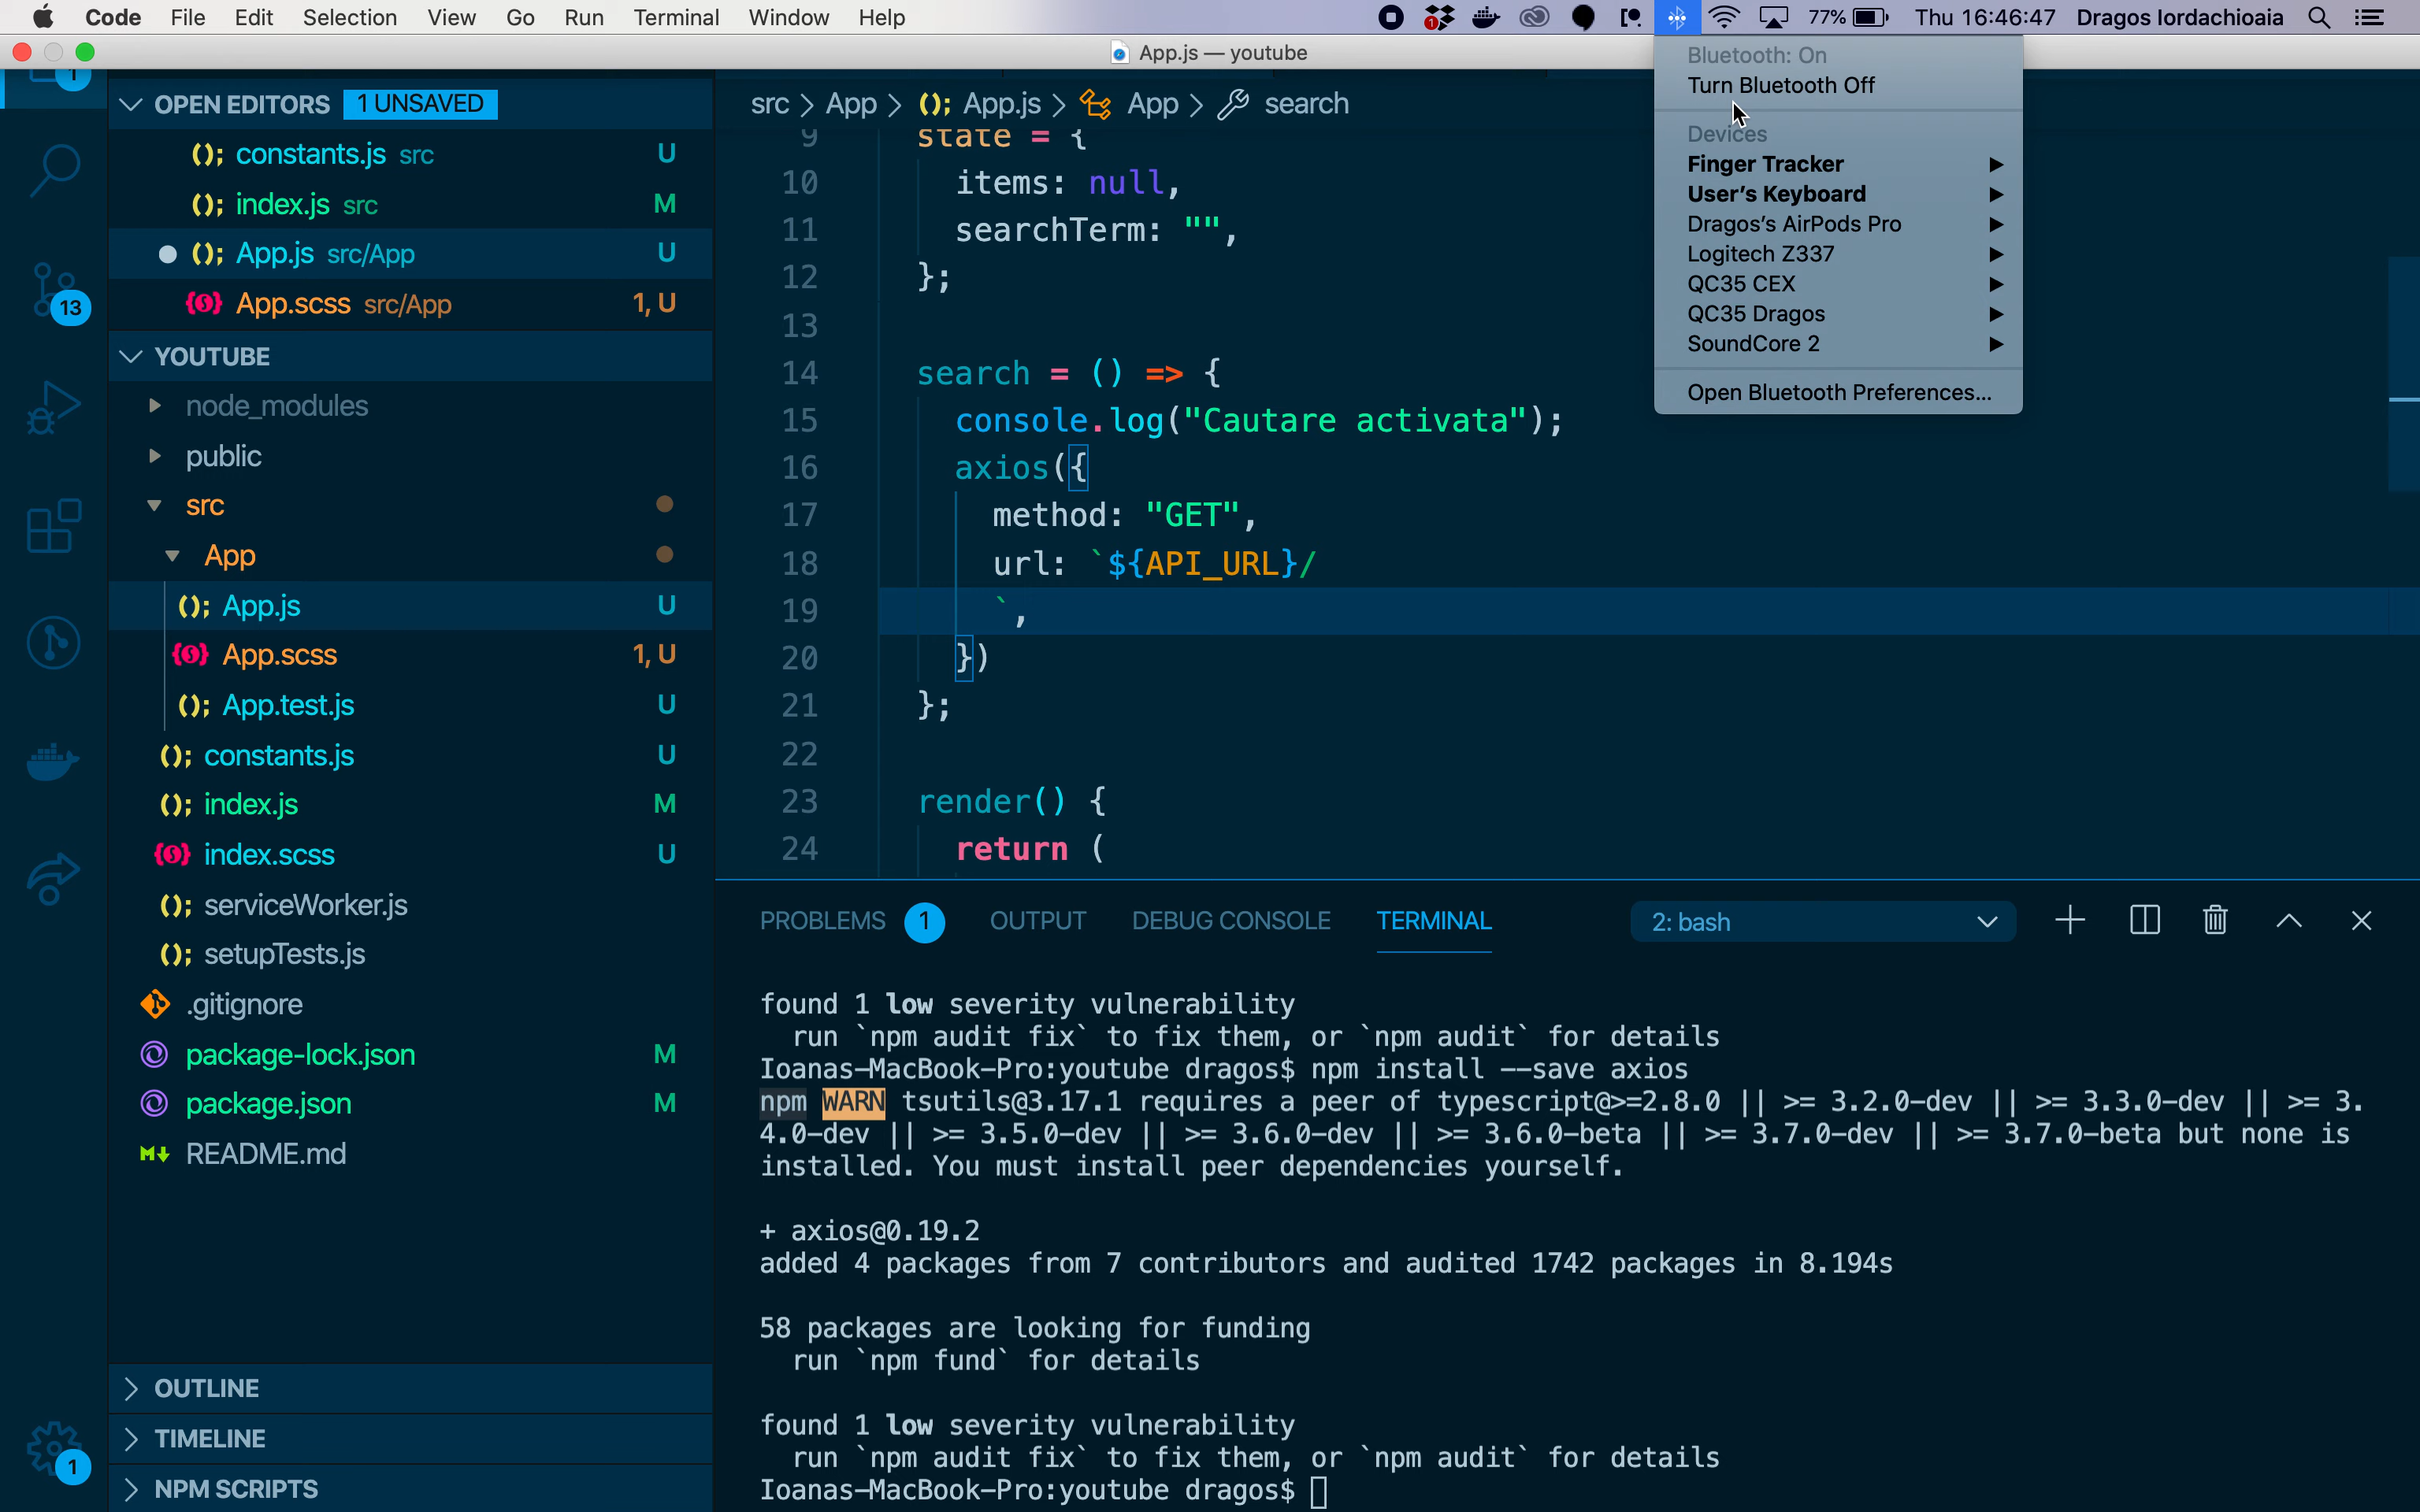 Code File Edit Selection View Go Run Terminal Window Help 1 77% Thu 16:46:47 Dragos Iordachioaia
App.js — youtube
Bluetooth: On
Turn Bluetooth Off
Devices
Finger Tracker
User's Keyboard
Dragos's AirPods Pro
Logitech Z337
QC35 CEX
QC35 Dragos
SoundCore 2
Open Bluetooth Preferences...
1
13
1
OPEN EDITORS 1 UNSAVED
(); constants.js src U
(); index.js src M
(); App.js src/App U
App.scss src/App 1, U
YOUTUBE
node_modules
public
src
App
(); App.js U
App.scss 1, U
(); App.test.js U
(); constants.js U
(); index.js M
index.scss U
(); serviceWorker.js
(); setupTests.js
.gitignore
package-lock.json M
package.json M
README.md
OUTLINE
TIMELINE
NPM SCRIPTS
src > App > (); App.js > App > search
9 state = {
10 items: null,
11 searchTerm: "",
12 };
13
14 search = () => {
15 console.log("Cautare activata");
16 axios({
17 method: "GET",
18 url: `${API_URL}/
19 `,
20 })
21 };
22
23 render() {
24 return (
PROBLEMS 1 OUTPUT DEBUG CONSOLE TERMINAL 2: bash
found 1 low severity vulnerability
run `npm audit fix` to fix them, or `npm audit` for details
Ioanas-MacBook-Pro:youtube dragos$ npm install --save axios
npm WARN tsutils@3.17.1 requires a peer of typescript@>=2.8.0 || >= 3.2.0-dev || >= 3.3.0-dev || >= 3.
4.0-dev || >= 3.5.0-dev || >= 3.6.0-dev || >= 3.6.0-beta || >= 3.7.0-dev || >= 3.7.0-beta but none is
installed. You must install peer dependencies yourself.
+ axios@0.19.2
added 4 packages from 7 contributors and audited 1742 packages in 8.194s
58 packages are looking for funding
run `npm fund` for details
found 1 low severity vulnerability
run `npm audit fix` to fix them, or `npm audit` for details
Ioanas-MacBook-Pro:youtube dragos$